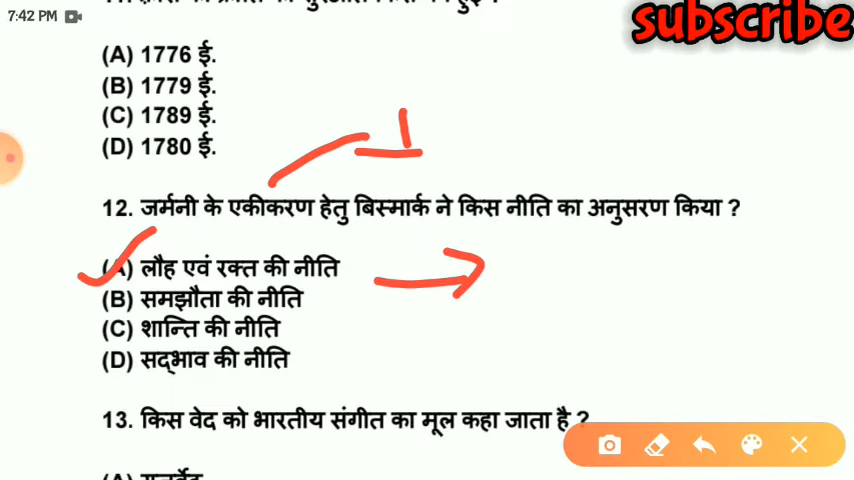 7:42 PM
subscribe
(A) 1776 ई.
(B) 1779 ई.
(C) 1789 ई.
(D) 1780 ई.
12. जर्मनी के एकीकरण हेतु बिस्मार्क ने किस नीति का अनुसरण किया ?
(A) लौह एवं रक्त की नीति
(B) समझौता की नीति
(C) शान्ति की नीति
(D) सद्भाव की नीति
13. किस वेद को भारतीय संगीत का मूल कहा जाता है ?
(A)